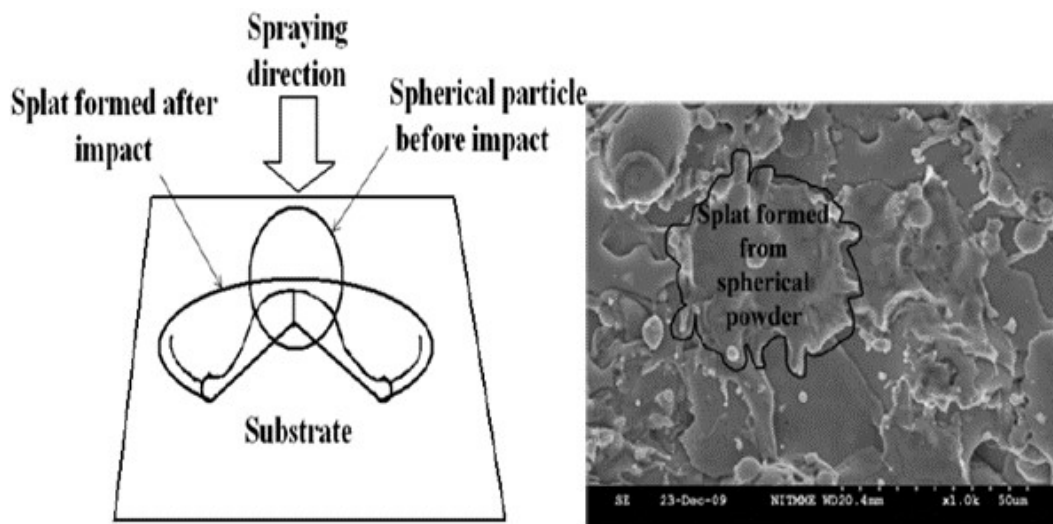 Spraying
direction
Splat formed after
impact
Spherical particle
before impact
Substrate
Splat formed
from
spherical
powder
SE 23-Dec-09 NITMME WD20.4mm x1.0k 50um